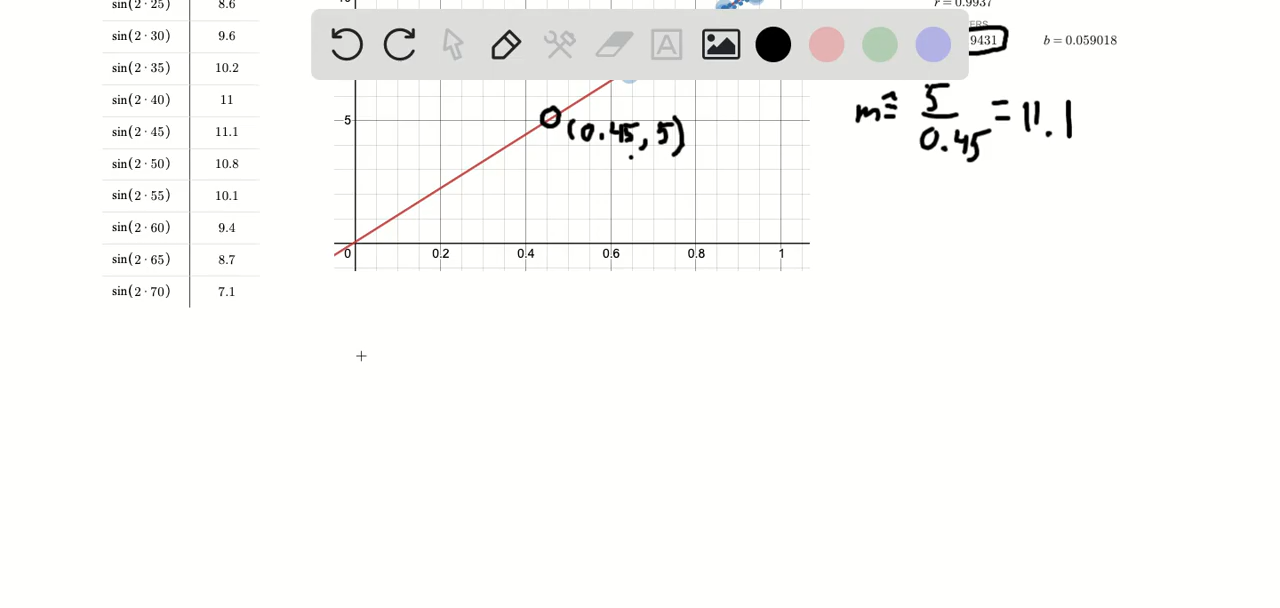 sin(2·25) 8.6
sin(2·30) 9.6
sin(2·35) 10.2
sin(2·40) 11
sin(2·45) 11.1
sin(2·50) 10.8
sin(2·55) 10.1
sin(2·60) 9.4
sin(2·65) 8.7
sin(2·70) 7.1
A
5
(0.45, 5)
0 0.2 0.4 0.6 0.8 1
r = 0.9937
9431 b = 0.059018
m ≅ 5/0.45 = 11.1